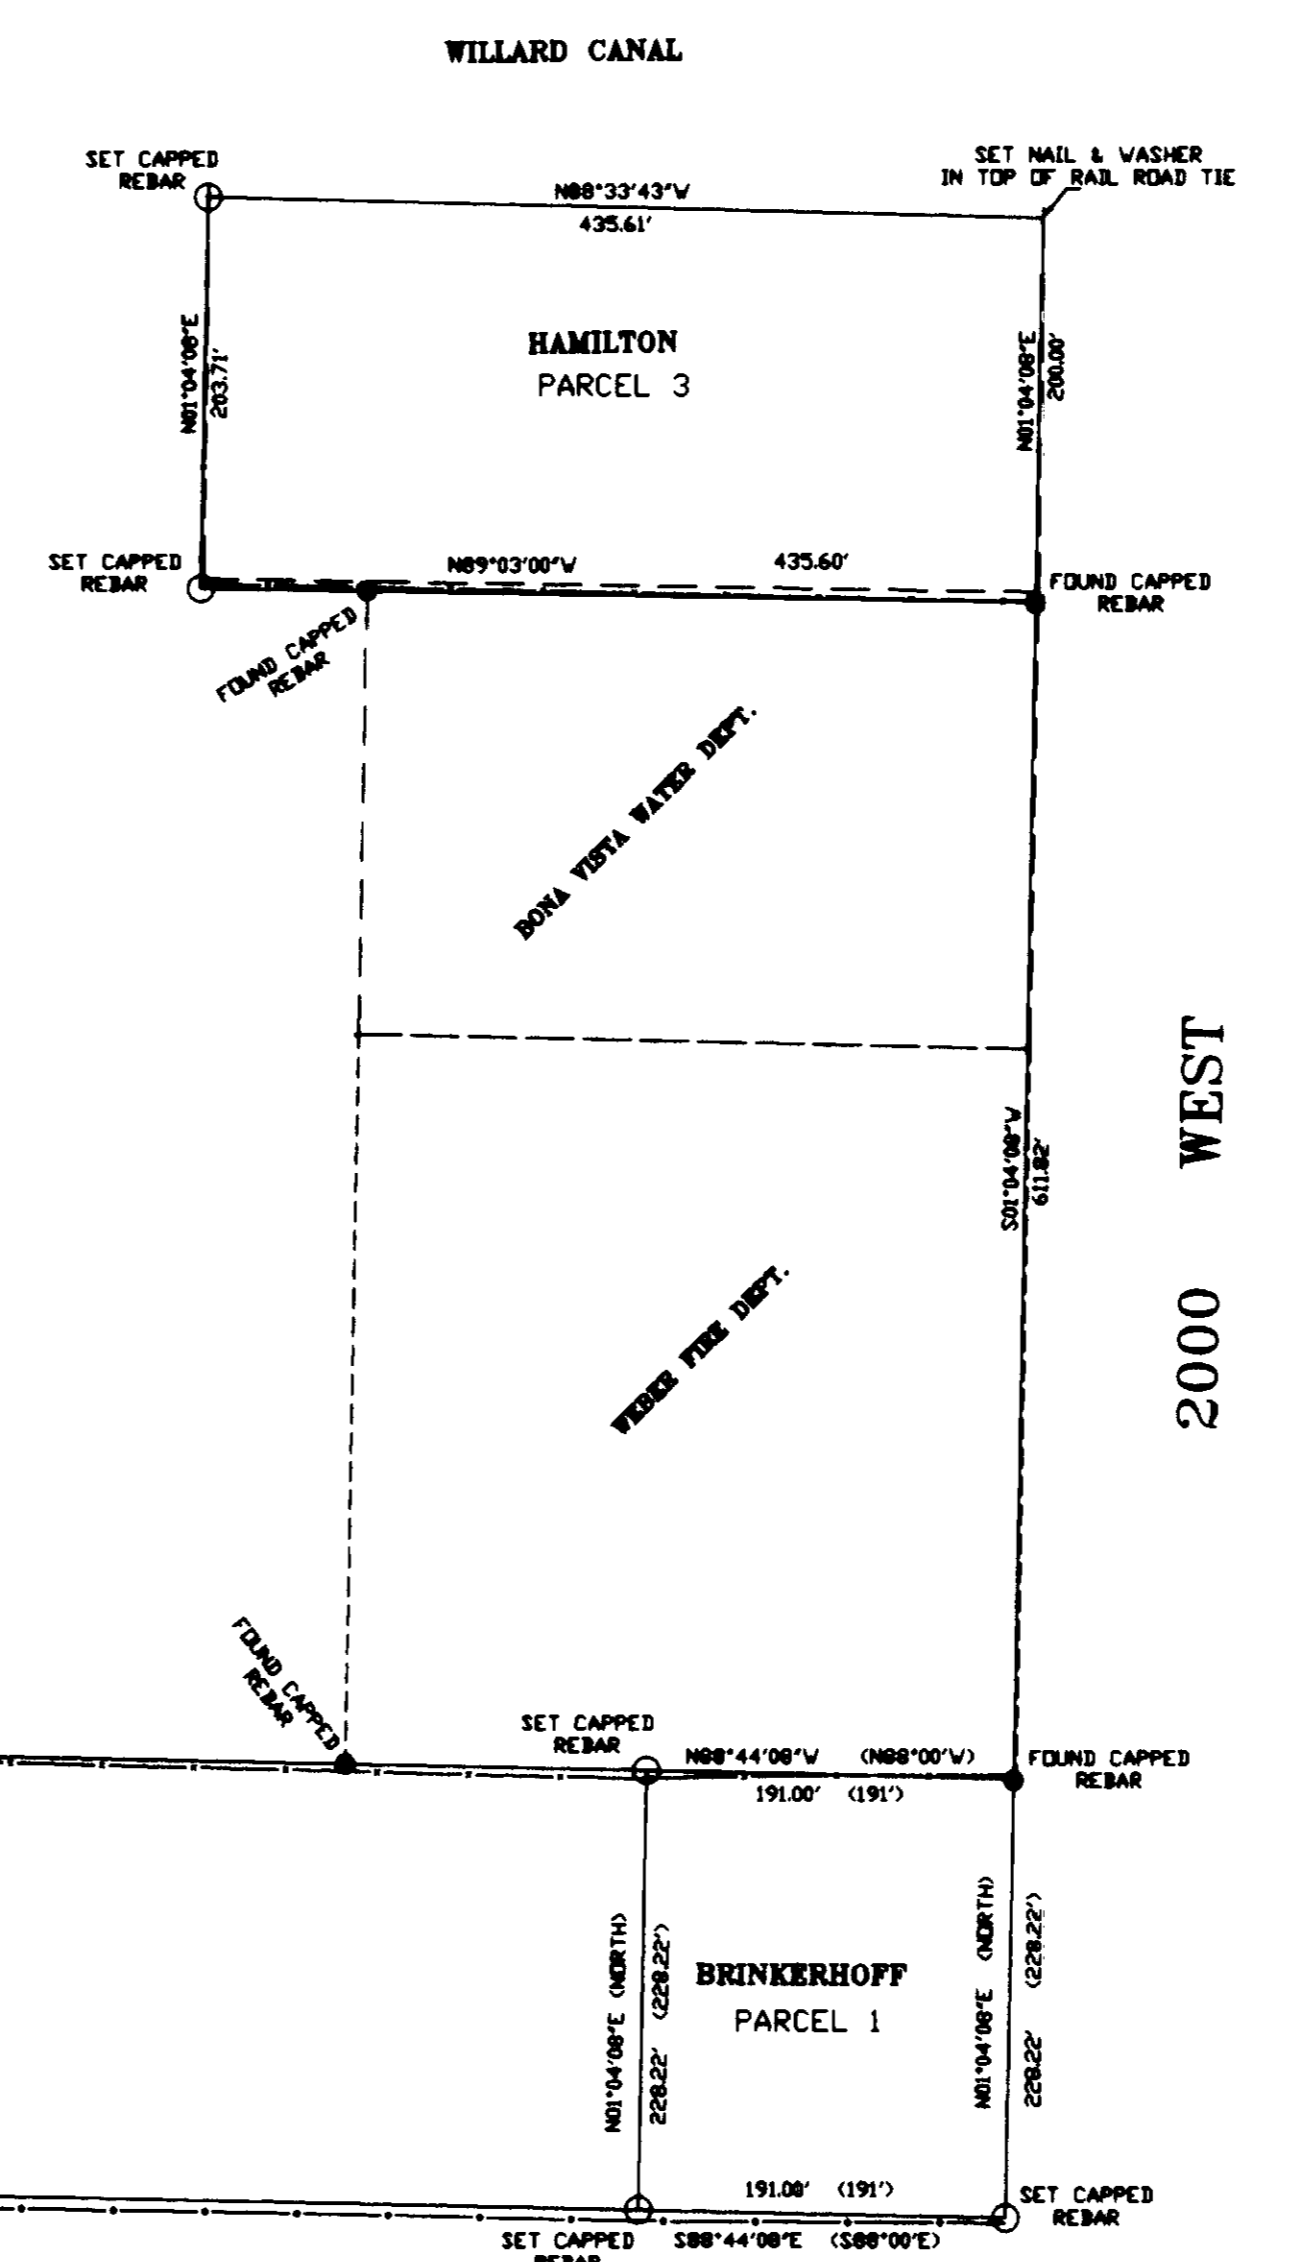 WILLARD CANAL
SET CAPPED
REBAR
SET NAIL & WASHER
IN TOP OF RAIL ROAD TIE
N88°33'43"W
435.61'
N01°04'08"E
203.71'
HAMILTON
PARCEL 3
N01°04'08"E
200.00'
SET CAPPED
REBAR
N89°03'00"W
435.60'
FOUND CAPPED
REBAR
FOUND CAPPED
REBAR
BONA VISTA WATER DEPT.
2000 WEST
S01°04'08"W
611.82'
WEBER FIRE DEPT.
FOUND CAPPED
REBAR
SET CAPPED
REBAR
N88°44'08"W (N88°00'W)
191.00' (191')
FOUND CAPPED
REBAR
N01°04'08"E (NORTH)
228.22' (228.22')
BRINKERHOFF
PARCEL 1
N01°04'08"E (NORTH)
228.22' (228.22')
191.00' (191')
SET CAPPED
REBAR
SET CAPPED
REBAR
S88°44'08"E (S88°00'E)